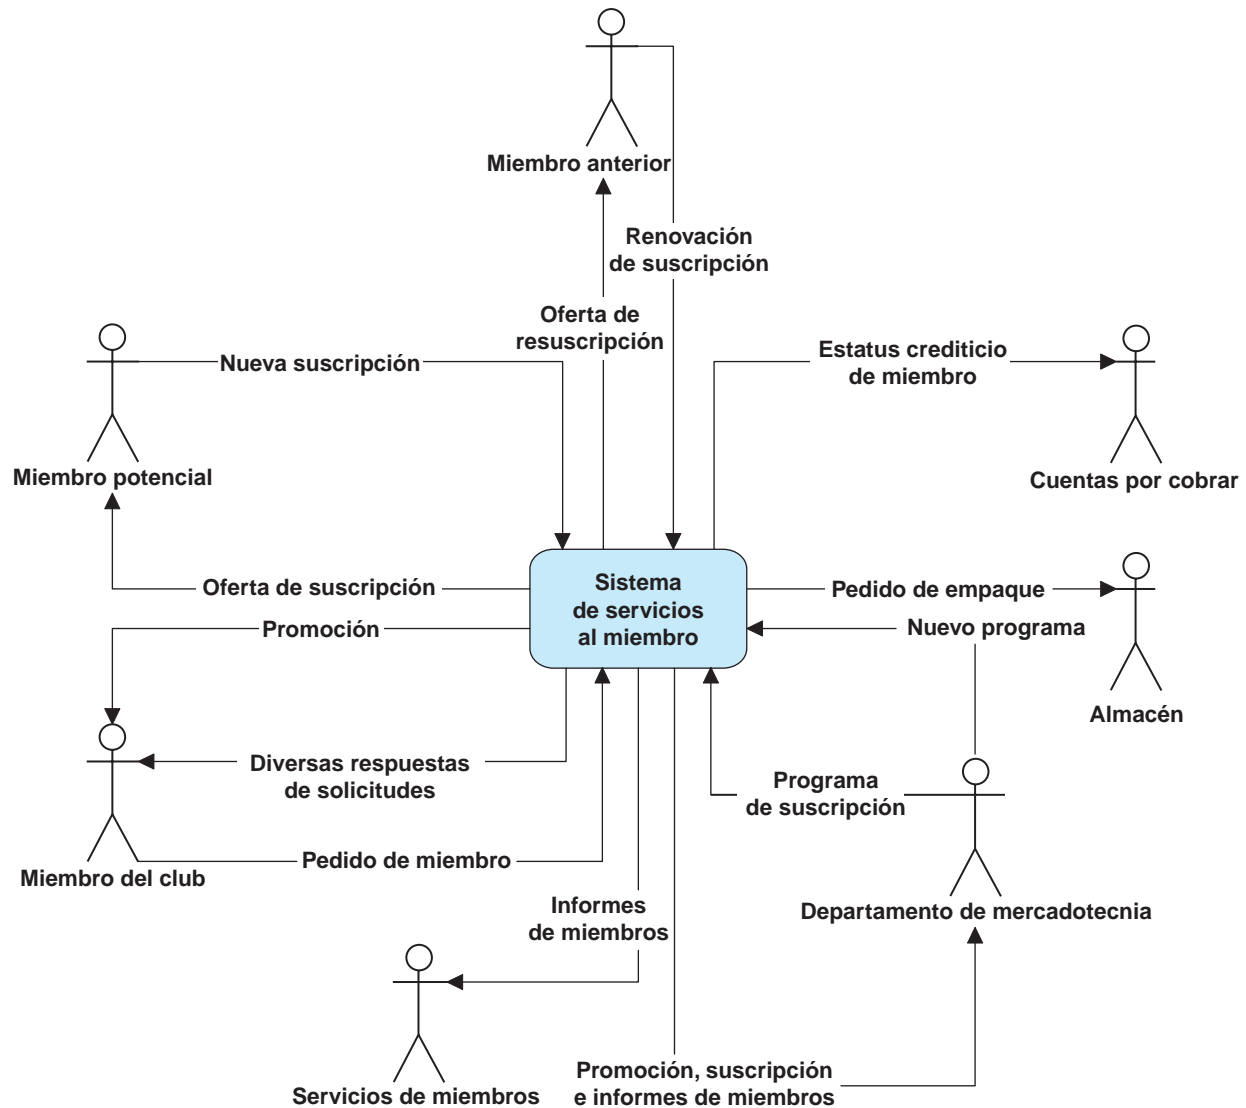 Miembro anterior
Renovación
de suscripción
Oferta de
resuscripción
Nueva suscripción
Estatus crediticio
de miembro
Miembro potencial
Cuentas por cobrar
Oferta de suscripción
Sistema
de servicios
al miembro
Pedido de empaque
Promoción
Nuevo programa
Almacén
Diversas respuestas
de solicitudes
Programa
de suscripción
Pedido de miembro
Miembro del club
Informes
de miembros
Departamento de mercadotecnia
Servicios de miembros
Promoción, suscripción
e informes de miembros